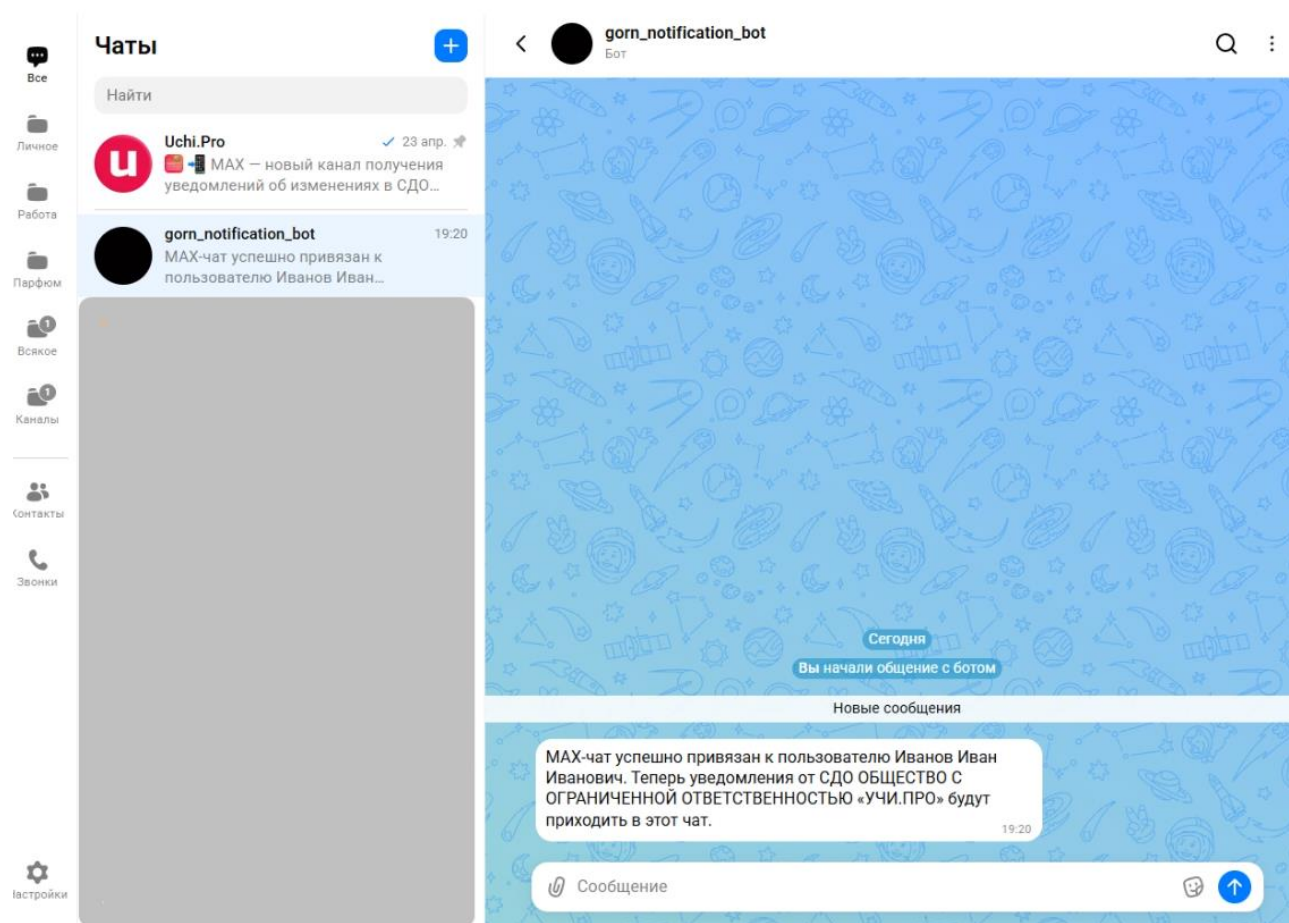 Все
Личное
Работа
Парфюм
Всякое
1
Каналы
1
Контакты
Звонки
Настройки
Чаты
Найти
Uchi.Pro
23 апр.
MAX — новый канал получения
уведомлений об изменениях в СДО...
gorn_notification_bot
19:20
MAX-чат успешно привязан к
пользователю Иванов Иван...
gorn_notification_bot
Бот
Сегодня
Вы начали общение с ботом
Новые сообщения
MAX-чат успешно привязан к пользователю Иванов Иван
Иванович. Теперь уведомления от СДО ОБЩЕСТВО С
ОГРАНИЧЕННОЙ ОТВЕТСТВЕННОСТЬЮ «УЧИ.ПРО» будут
приходить в этот чат.
19:20
Сообщение